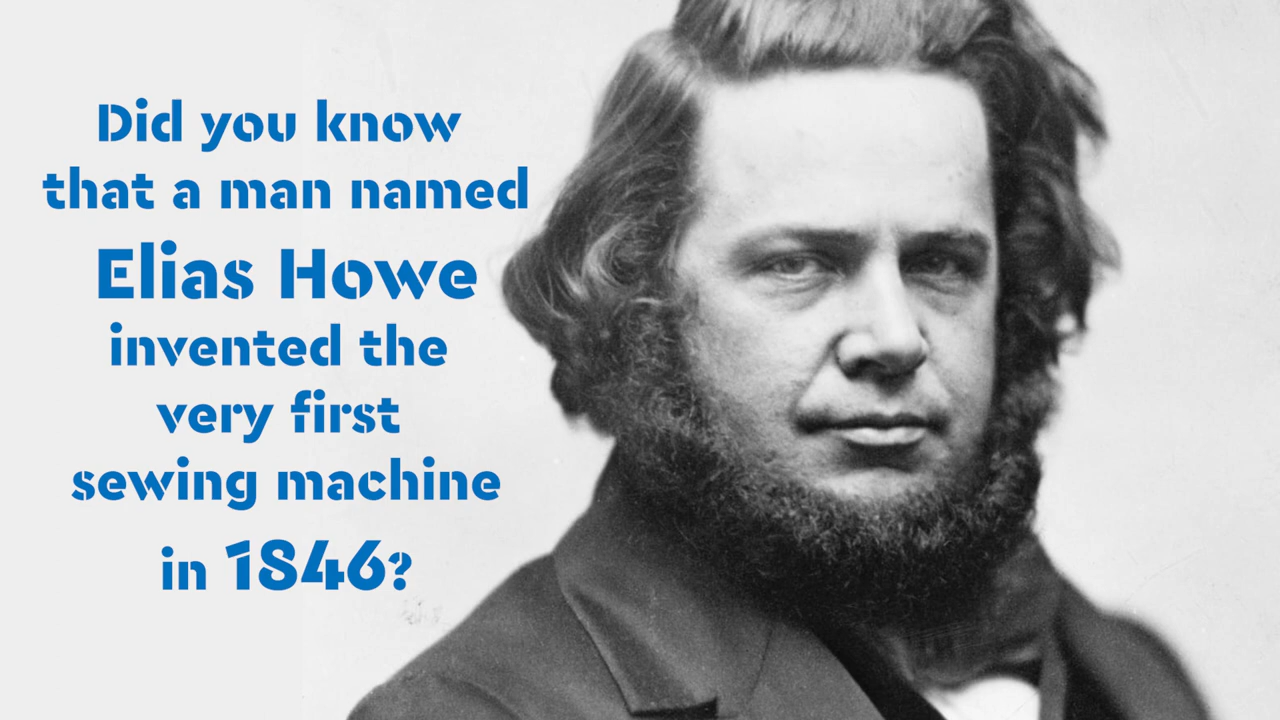 Did you know
that a man named
Elias Howe
invented the
very first
sewing machine
in 1846?